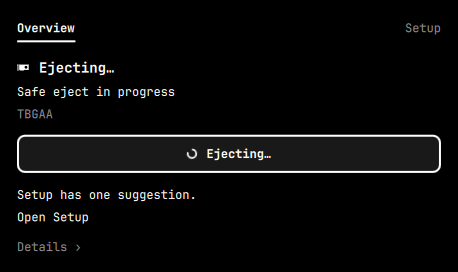 Overview
Setup
Ejecting…
Safe eject in progress
TBGAA
Ejecting…
Setup has one suggestion.
Open Setup
Details ›